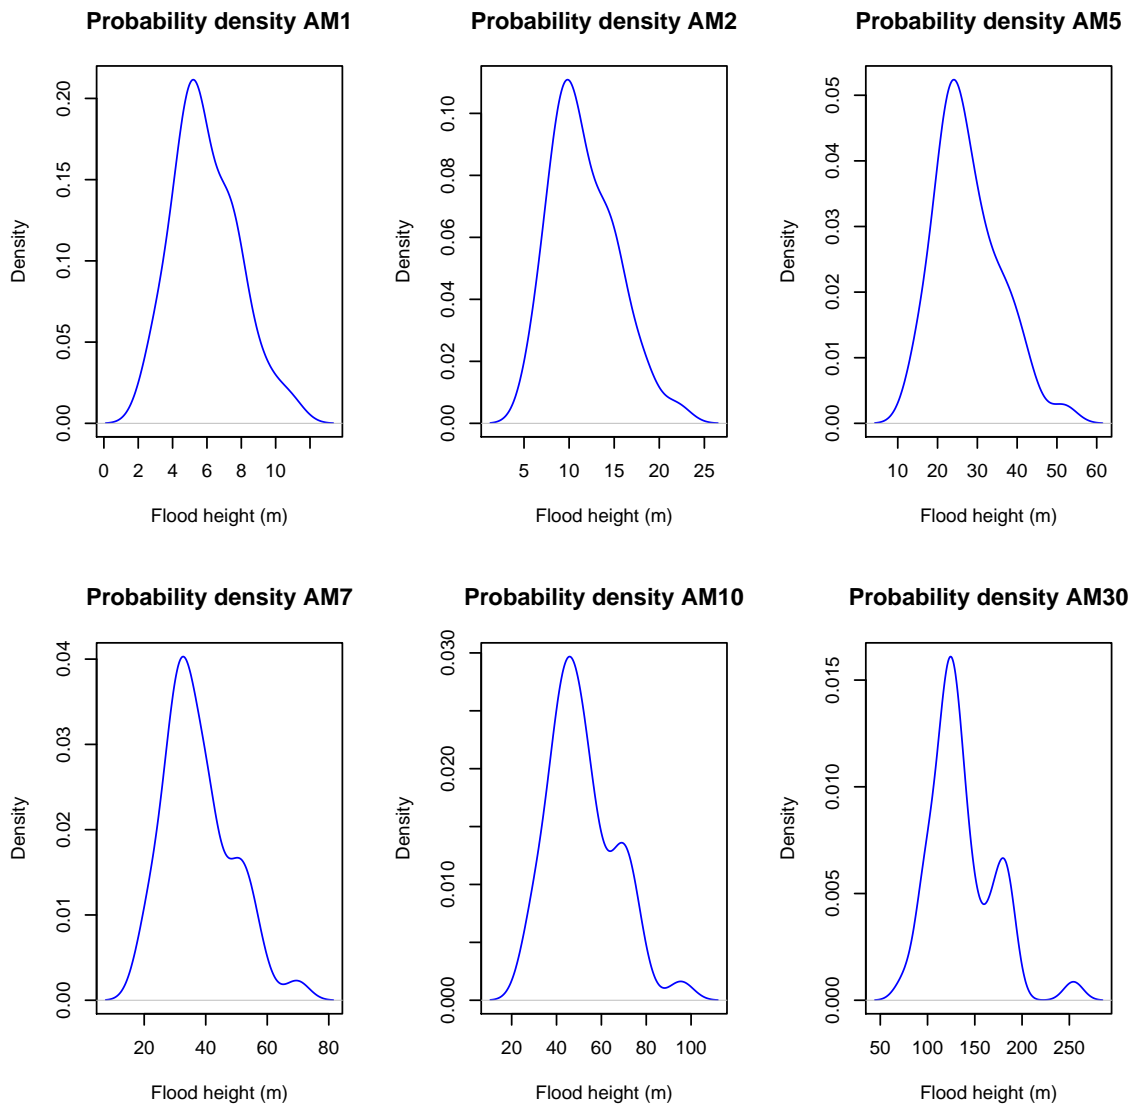 Probability density AM1
Density
0.00 0.05 0.10 0.15 0.20
0 2 4 6 8 10
Flood height (m)
Probability density AM2
Density
0.00 0.02 0.04 0.06 0.08 0.10
5 10 15 20 25
Flood height (m)
Probability density AM5
Density
0.00 0.01 0.02 0.03 0.04 0.05
10 20 30 40 50 60
Flood height (m)
Probability density AM7
Density
0.00 0.01 0.02 0.03 0.04
20 40 60 80
Flood height (m)
Probability density AM10
Density
0.000 0.010 0.020 0.030
20 40 60 80 100
Flood height (m)
Probability density AM30
Density
0.000 0.005 0.010 0.015
50 100 150 200 250
Flood height (m)